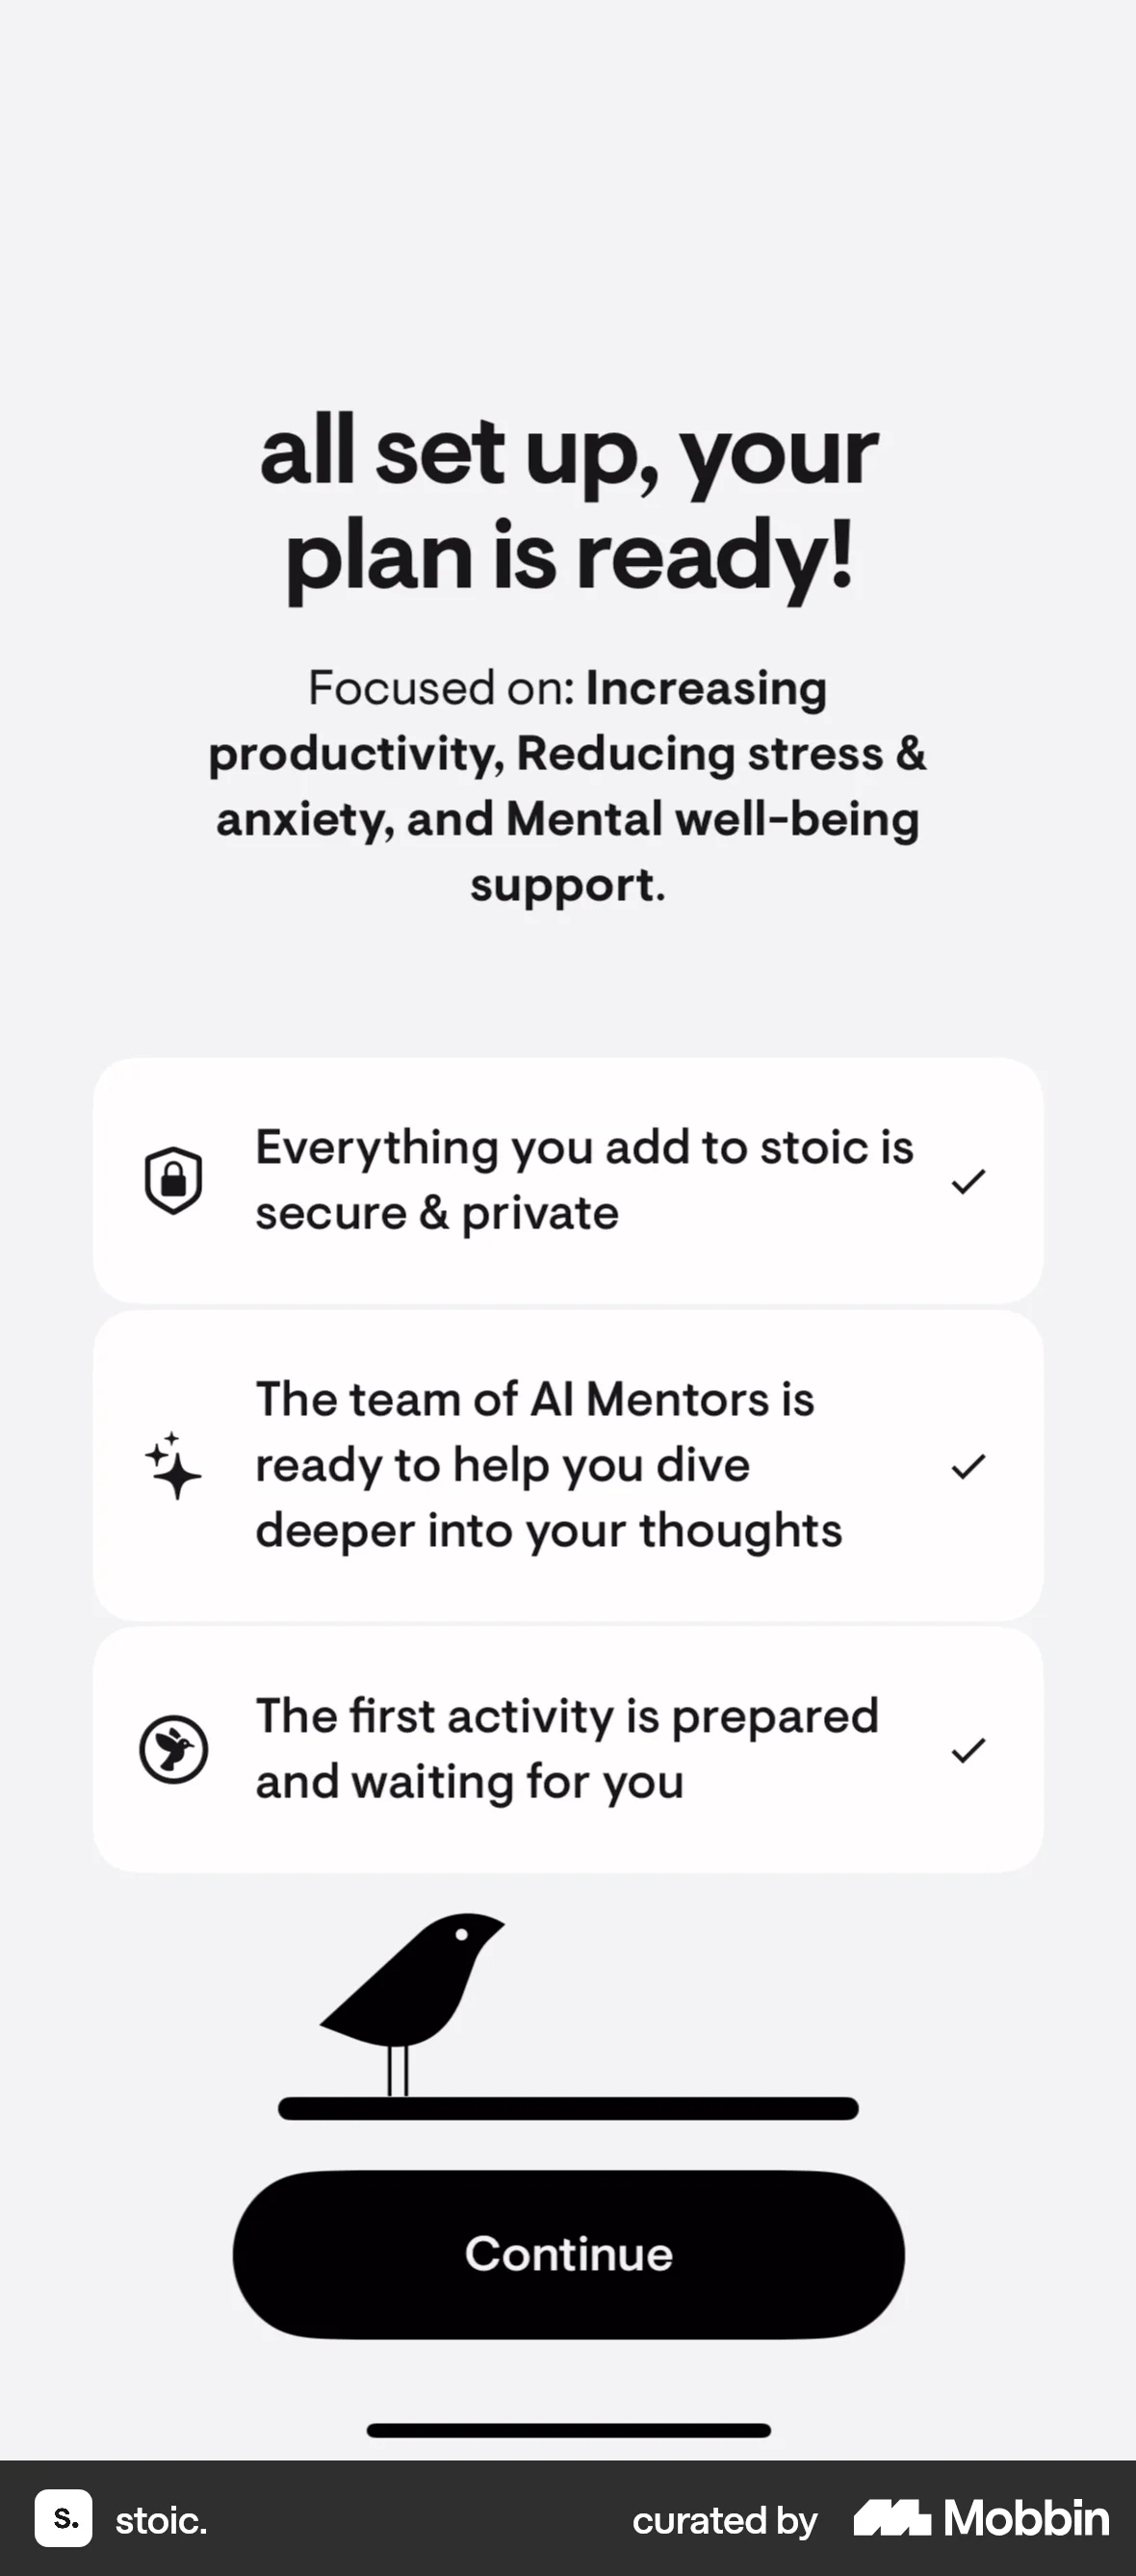 all set up, your
plan is ready!
Focused on: Increasing
productivity, Reducing stress &
anxiety, and Mental well-being
support.
Everything you add to stoic is
secure & private
The team of AI Mentors is
ready to help you dive
deeper into your thoughts
The first activity is prepared
and waiting for you
Continue
s. stoic.
curated by Mobbin